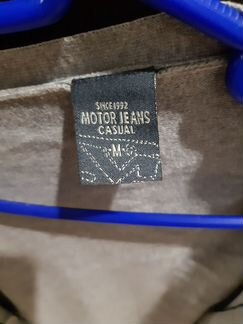 SINCE 1992
MOTOR JEANS
CASUAL
M